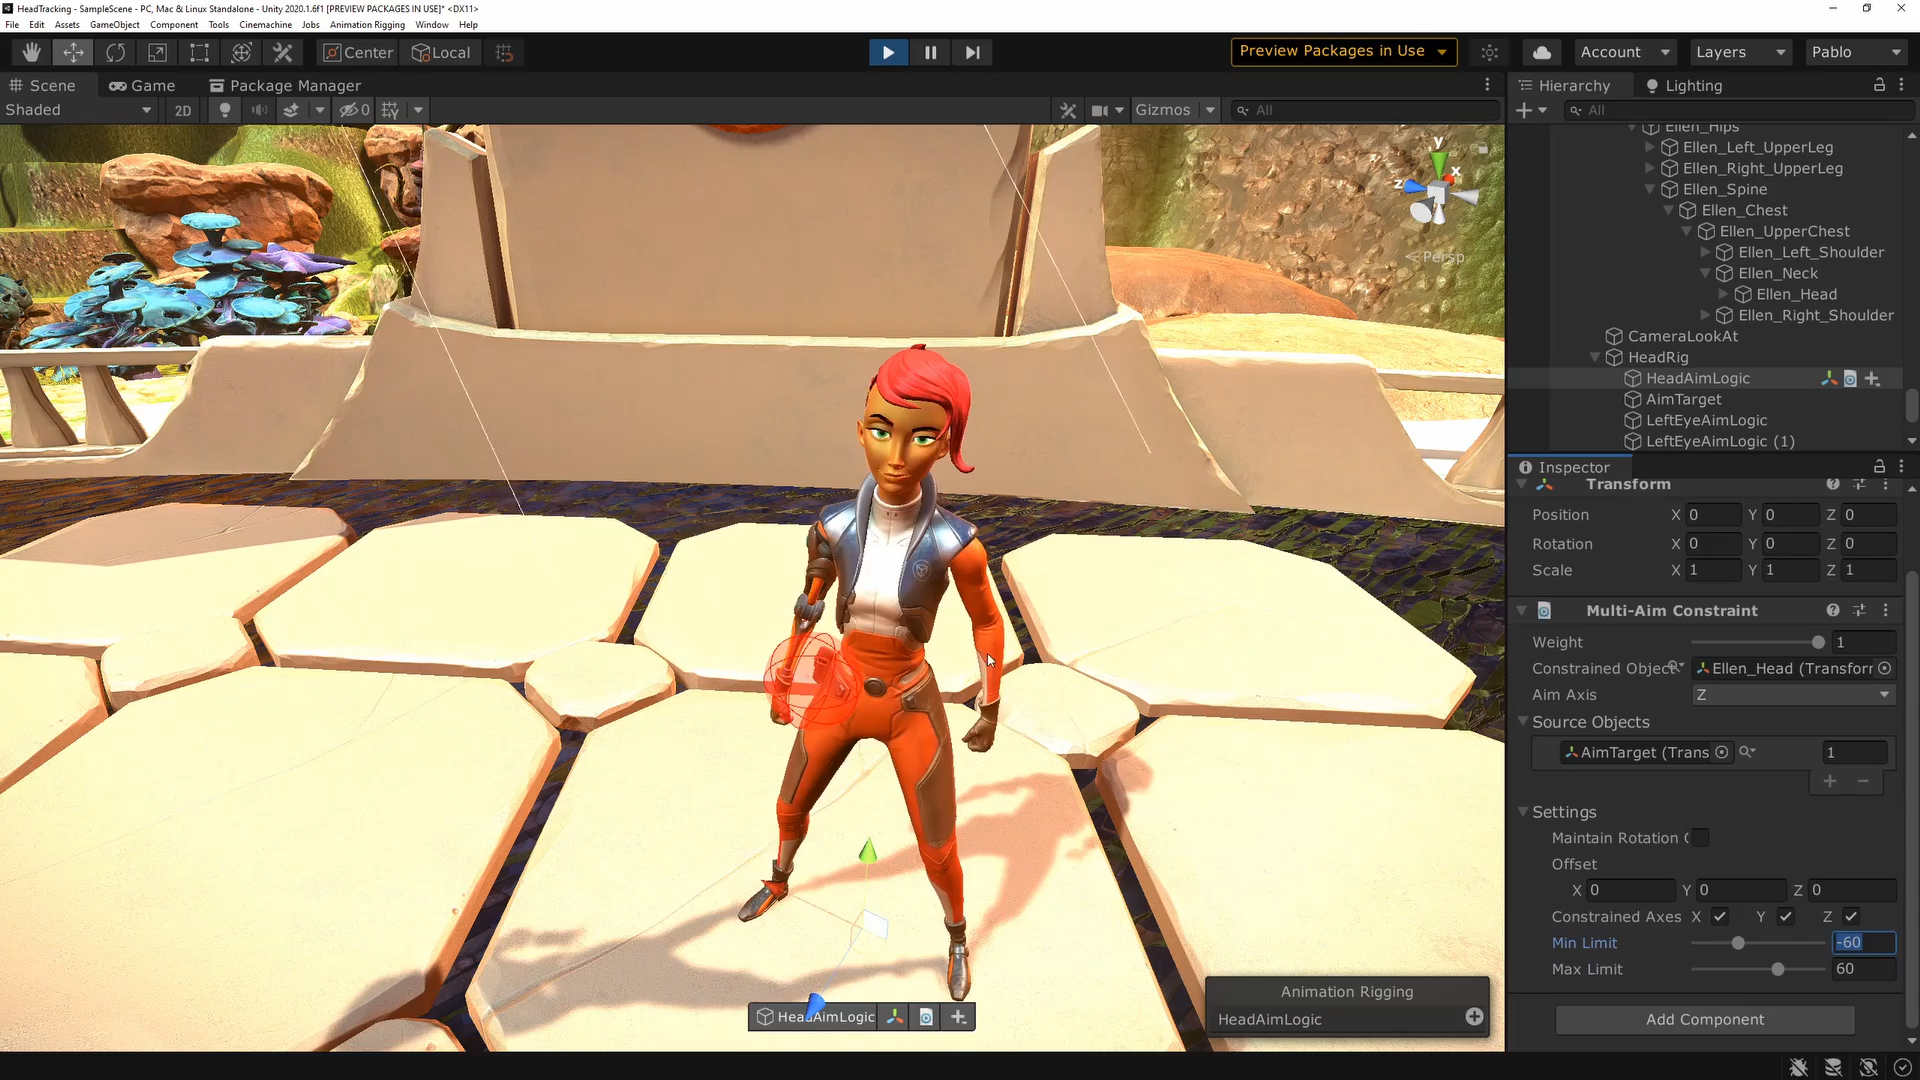 HeadTracking - SampleScene - PC, Mac & Linux Standalone - Unity 2020.1.6f1 [PREVIEW PACKAGES IN USE]* <DX11>
File Edit Assets GameObject Component Tools Cinemachine Jobs Animation Rigging Window Help
Center Local Preview Packages in Use Account Layers Pablo
Scene Game Package Manager
Shaded 2D 0 Gizmos All
y
x
z
Persp
Hierarchy Lighting
All
Ellen_Hips
Ellen_Left_UpperLeg
Ellen_Right_UpperLeg
Ellen_Spine
Ellen_Chest
Ellen_UpperChest
Ellen_Left_Shoulder
Ellen_Neck
Ellen_Head
Ellen_Right_Shoulder
CameraLookAt
HeadRig
HeadAimLogic
AimTarget
LeftEyeAimLogic
LeftEyeAimLogic (1)
Inspector
Transform
Position X 0 Y 0 Z 0
Rotation X 0 Y 0 Z 0
Scale X 1 Y 1 Z 1
Multi-Aim Constraint
Weight 1
Constrained Object Ellen_Head (Transforr
Aim Axis Z
Source Objects
AimTarget (Trans 1
Settings
Maintain Rotation (
Offset
X 0 Y 0 Z 0
Constrained Axes X Y Z
Min Limit -60
Max Limit 60
Add Component
HeadAimLogic
Animation Rigging
HeadAimLogic